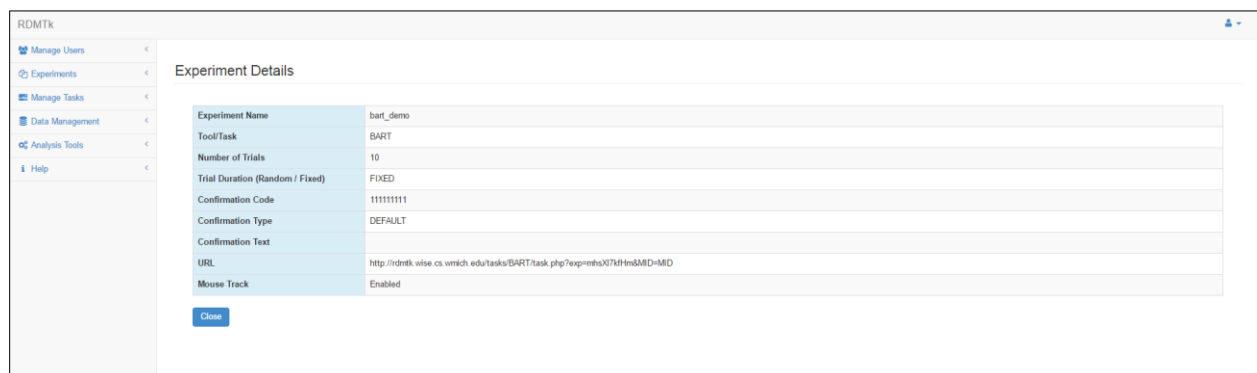 RDMTk
Manage Users
Experiments
Manage Tasks
Data Management
Analysis Tools
Help
Experiment Details
Experiment Name bart_demo
Tool/Task BART
Number of Trials 10
Trial Duration (Random / Fixed) FIXED
Confirmation Code 111111111
Confirmation Type DEFAULT
Confirmation Text
URL http://rdmtk.wise.cs.wmich.edu/tasks/BART/task.php?exp=mhsXl7kfHm&MID=MID
Mouse Track Enabled
Close